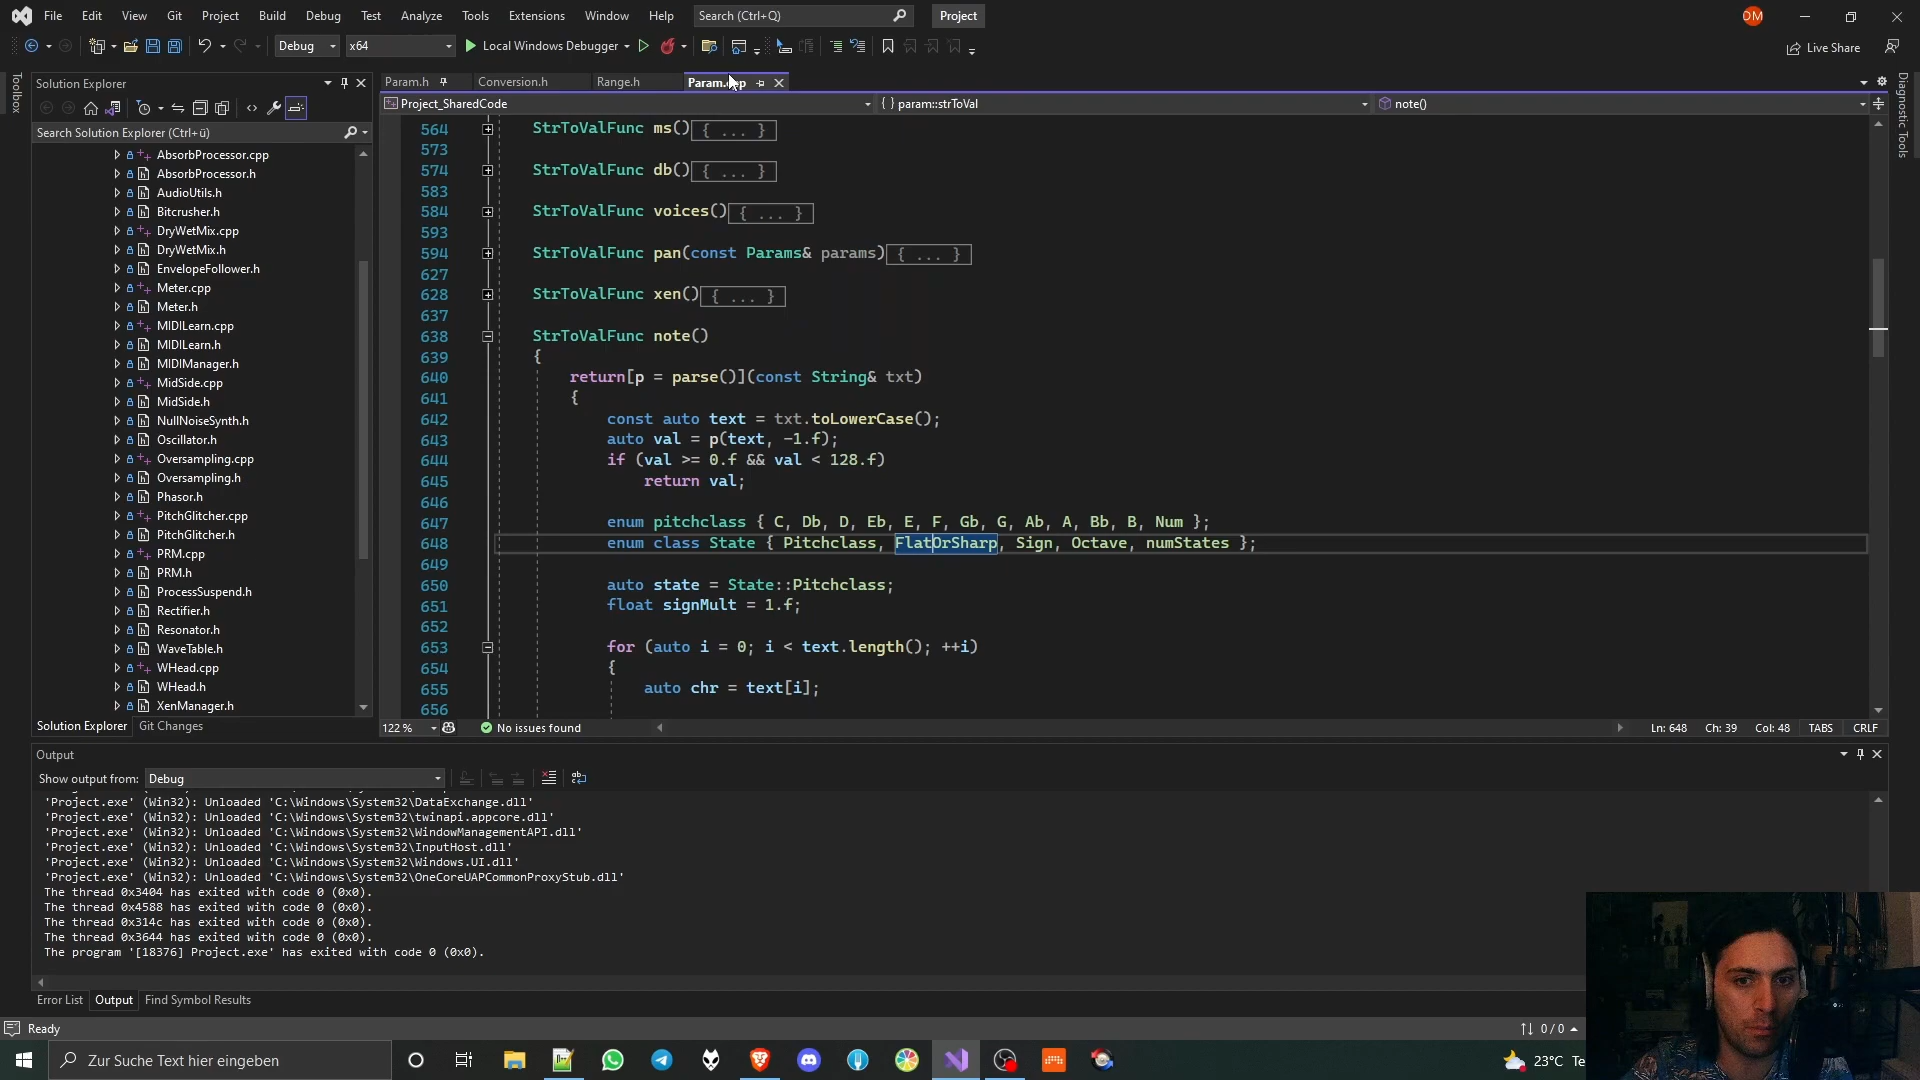 File Edit View Git Project Build Debug Test Analyze Tools Extensions Window Help Search (Ctrl+Q) Project DM
Debug x64 Local Windows Debugger Live Share
Toolbox
Solution Explorer
Search Solution Explorer (Ctrl+ü)
AbsorbProcessor.cpp
AbsorbProcessor.h
AudioUtils.h
Bitcrusher.h
DryWetMix.cpp
DryWetMix.h
EnvelopeFollower.h
Meter.cpp
Meter.h
MIDILearn.cpp
MIDILearn.h
MIDIManager.h
MidSide.cpp
MidSide.h
NullNoiseSynth.h
Oscillator.h
Oversampling.cpp
Oversampling.h
Phasor.h
PitchGlitcher.cpp
PitchGlitcher.h
PRM.cpp
PRM.h
ProcessSuspend.h
Rectifier.h
Resonator.h
WaveTable.h
WHead.cpp
WHead.h
XenManager.h
Solution Explorer Git Changes
Param.h Conversion.h Range.h Param.cpp
Project_SharedCode { } param::strToVal note()
564 StrToValFunc ms(){ ... }
573
574 StrToValFunc db(){ ... }
583
584 StrToValFunc voices(){ ... }
593
594 StrToValFunc pan(const Params& params){ ... }
627
628 StrToValFunc xen(){ ... }
637
638 StrToValFunc note()
639 {
640 return[p = parse()](const String& txt)
641 {
642 const auto text = txt.toLowerCase();
643 auto val = p(text, -1.f);
644 if (val >= 0.f && val < 128.f)
645 return val;
646
647 enum pitchclass { C, Db, D, Eb, E, F, Gb, G, Ab, A, Bb, B, Num };
648 enum class State { Pitchclass, FlatOrSharp, Sign, Octave, numStates };
649
650 auto state = State::Pitchclass;
651 float signMult = 1.f;
652
653 for (auto i = 0; i < text.length(); ++i)
654 {
655 auto chr = text[i];
656
122 % No issues found Ln: 648 Ch: 39 Col: 48 TABS CRLF
Diagnostic Tools
Output
Show output from: Debug
'Project.exe' (Win32): Unloaded 'C:\Windows\System32\DataExchange.dll'
'Project.exe' (Win32): Unloaded 'C:\Windows\System32\twinapi.appcore.dll'
'Project.exe' (Win32): Unloaded 'C:\Windows\System32\WindowManagementAPI.dll'
'Project.exe' (Win32): Unloaded 'C:\Windows\System32\InputHost.dll'
'Project.exe' (Win32): Unloaded 'C:\Windows\System32\Windows.UI.dll'
'Project.exe' (Win32): Unloaded 'C:\Windows\System32\OneCoreUAPCommonProxyStub.dll'
The thread 0x3404 has exited with code 0 (0x0).
The thread 0x4588 has exited with code 0 (0x0).
The thread 0x314c has exited with code 0 (0x0).
The thread 0x3644 has exited with code 0 (0x0).
The program '[18376] Project.exe' has exited with code 0 (0x0).
Error List Output Find Symbol Results
Ready 0 / 0
Zur Suche Text hier eingeben 23°C Te